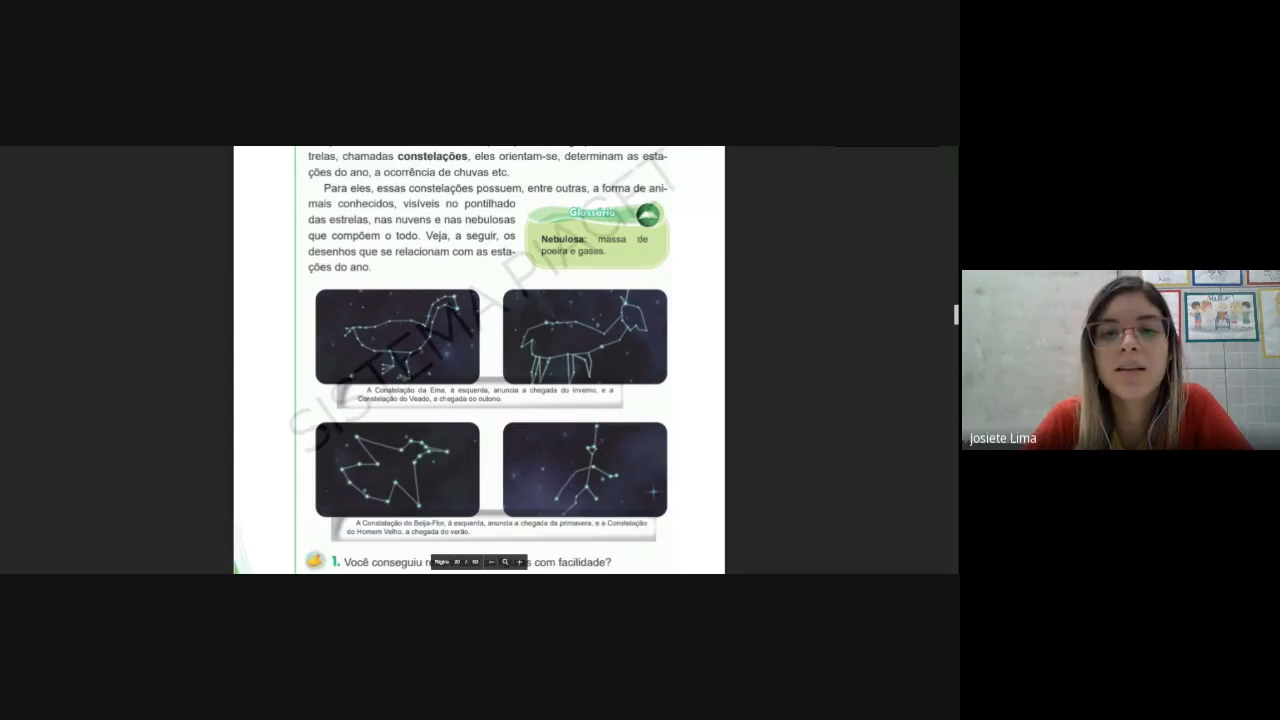 trelas, chamadas constelações, eles orientam-se, determinam as esta-
ções do ano, a ocorrência de chuvas etc.
Para eles, essas constelações possuem, entre outras, a forma de ani-
mais conhecidos, visíveis no pontilhado
das estrelas, nas nuvens e nas nebulosas
que compõem o todo. Veja, a seguir, os
desenhos que se relacionam com as esta-
ções do ano.
Glossário
Nebulosa: massa de
poeira e gases.
SISTEMA PIAGET
A Constelação da Ema, à esquerda, anuncia a chegada do inverno, e a
Constelação do Veado, a chegada do outono.
A Constelação do Beija-Flor, à esquerda, anuncia a chegada da primavera, e a Constelação
do Homem Velho, a chegada do verão.
1. Você conseguiu com facilidade?
Página 20 / 50
Josiete Lima